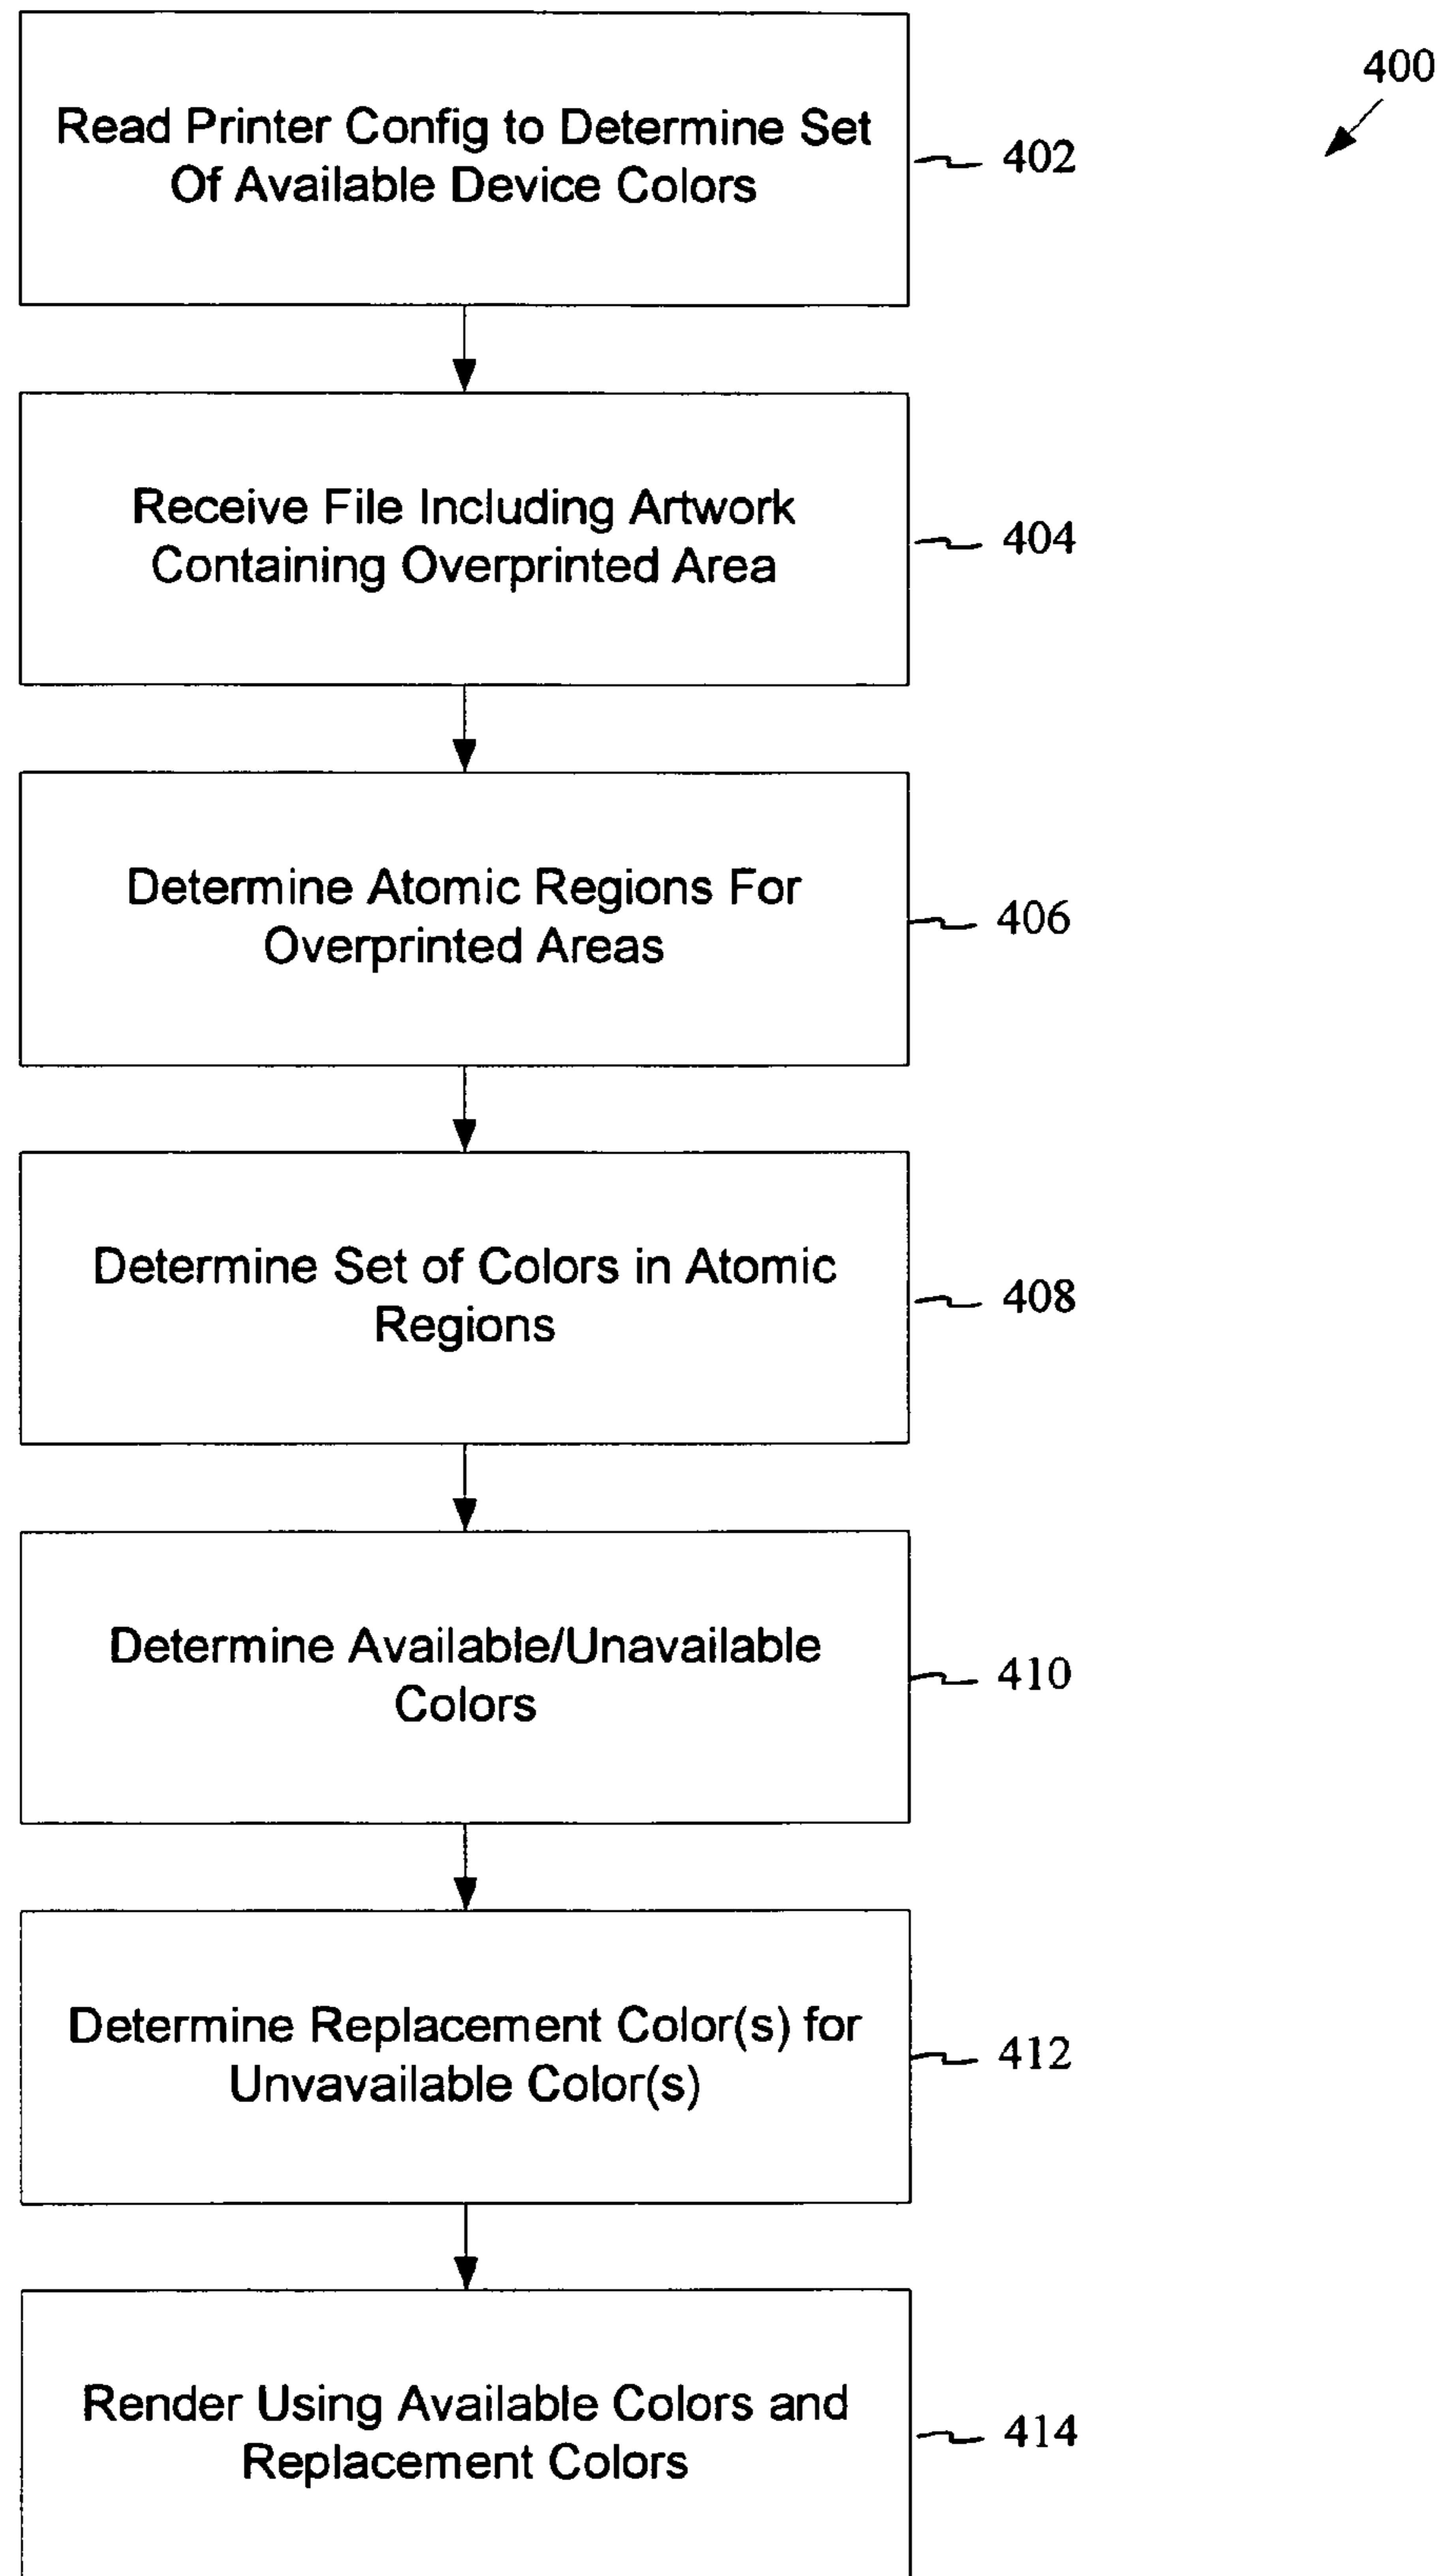 400
Read Printer Config to Determine Set
Of Available Device Colors
402
Receive File Including Artwork
Containing Overprinted Area
404
Determine Atomic Regions For
Overprinted Areas
406
Determine Set of Colors in Atomic
Regions
408
Determine Available/Unavailable
Colors
410
Determine Replacement Color(s) for
Unvavailable Color(s)
412
Render Using Available Colors and
Replacement Colors
414